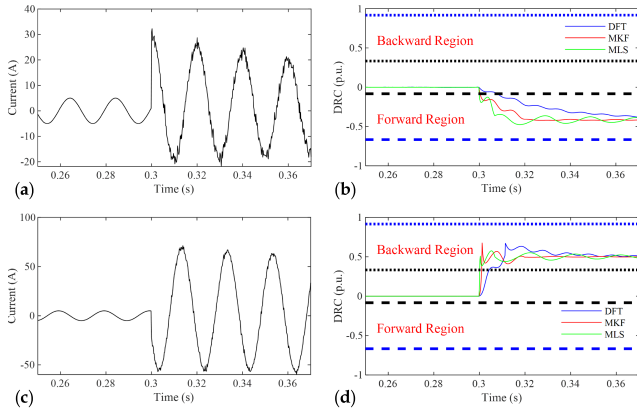 40
30
20
10
0
-10
-20
0.26
0.28
0.3
0.32
0.34
0.36
Current (A)
Time (s)
(a)
1
0.5
0
-0.5
-1
0.26
0.28
0.3
0.32
0.34
0.36
DRC (p.u.)
Time (s)
DFT
MKF
MLS
Backward Region
Forward Region
(b)
100
50
0
-50
0.26
0.28
0.3
0.32
0.34
0.36
Current (A)
Time (s)
(c)
1
0.5
0
-0.5
-1
0.26
0.28
0.3
0.32
0.34
0.36
DRC (p.u.)
Time (s)
Backward Region
Forward Region
DFT
MKF
MLS
(d)